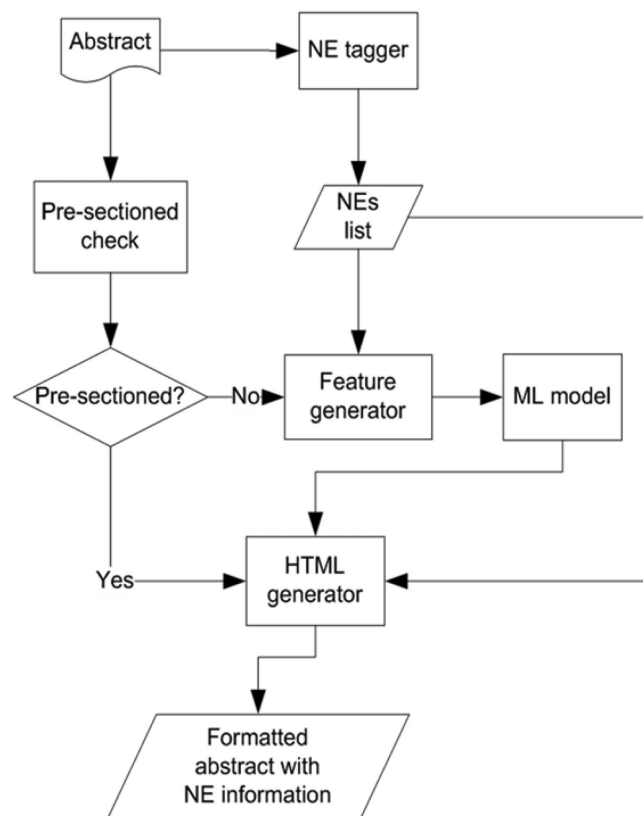 Abstract
NE tagger
Pre-sectioned
check
NEs
list
Pre-sectioned?
No
Feature
generator
ML model
Yes
HTML
generator
Formatted
abstract with
NE information